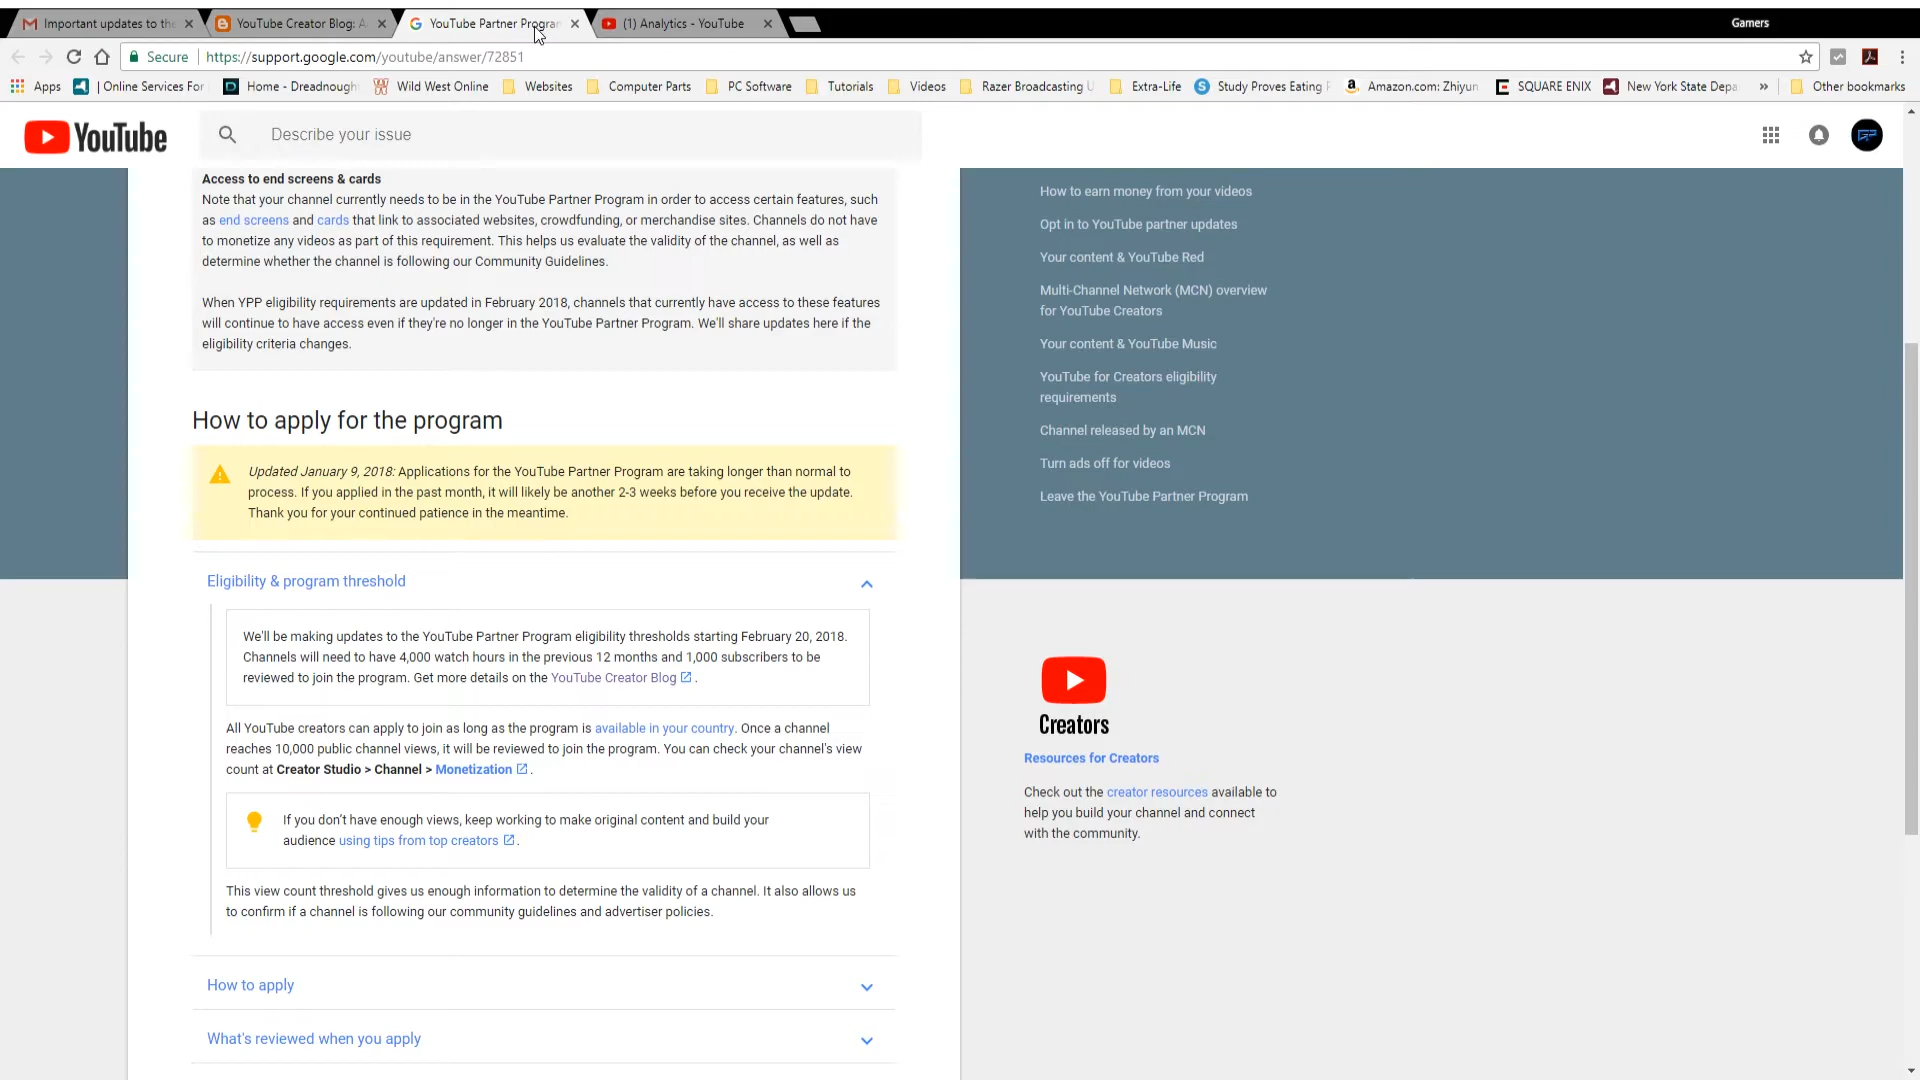 Important updates to the
YouTube Creator Blog: A
YouTube Partner Program
(1) Analytics - YouTube
Gamers
Secure
https://support.google.com/youtube/answer/72851
Apps
| Online Services For
Home - Dreadnought
Wild West Online
Websites
Computer Parts
PC Software
Tutorials
Videos
Razer Broadcasting U
Extra-Life
Study Proves Eating P
Amazon.com: Zhiyun
SQUARE ENIX
New York State Depa
»
Other bookmarks
YouTube
Describe your issue
Access to end screens & cards
Note that your channel currently needs to be in the YouTube Partner Program in order to access certain features, such
as end screens and cards that link to associated websites, crowdfunding, or merchandise sites. Channels do not have
to monetize any videos as part of this requirement. This helps us evaluate the validity of the channel, as well as
determine whether the channel is following our Community Guidelines.
When YPP eligibility requirements are updated in February 2018, channels that currently have access to these features
will continue to have access even if they're no longer in the YouTube Partner Program. We'll share updates here if the
eligibility criteria changes.
How to apply for the program
Updated January 9, 2018: Applications for the YouTube Partner Program are taking longer than normal to
process. If you applied in the past month, it will likely be another 2-3 weeks before you receive the update.
Thank you for your continued patience in the meantime.
Eligibility & program threshold
We'll be making updates to the YouTube Partner Program eligibility thresholds starting February 20, 2018.
Channels will need to have 4,000 watch hours in the previous 12 months and 1,000 subscribers to be
reviewed to join the program. Get more details on the YouTube Creator Blog .
All YouTube creators can apply to join as long as the program is available in your country. Once a channel
reaches 10,000 public channel views, it will be reviewed to join the program. You can check your channel's view
count at Creator Studio > Channel > Monetization .
If you don’t have enough views, keep working to make original content and build your
audience using tips from top creators .
This view count threshold gives us enough information to determine the validity of a channel. It also allows us
to confirm if a channel is following our community guidelines and advertiser policies.
How to apply
What's reviewed when you apply
How to earn money from your videos
Opt in to YouTube partner updates
Your content & YouTube Red
Multi-Channel Network (MCN) overview
for YouTube Creators
Your content & YouTube Music
YouTube for Creators eligibility
requirements
Channel released by an MCN
Turn ads off for videos
Leave the YouTube Partner Program
Creators
Resources for Creators
Check out the creator resources available to
help you build your channel and connect
with the community.